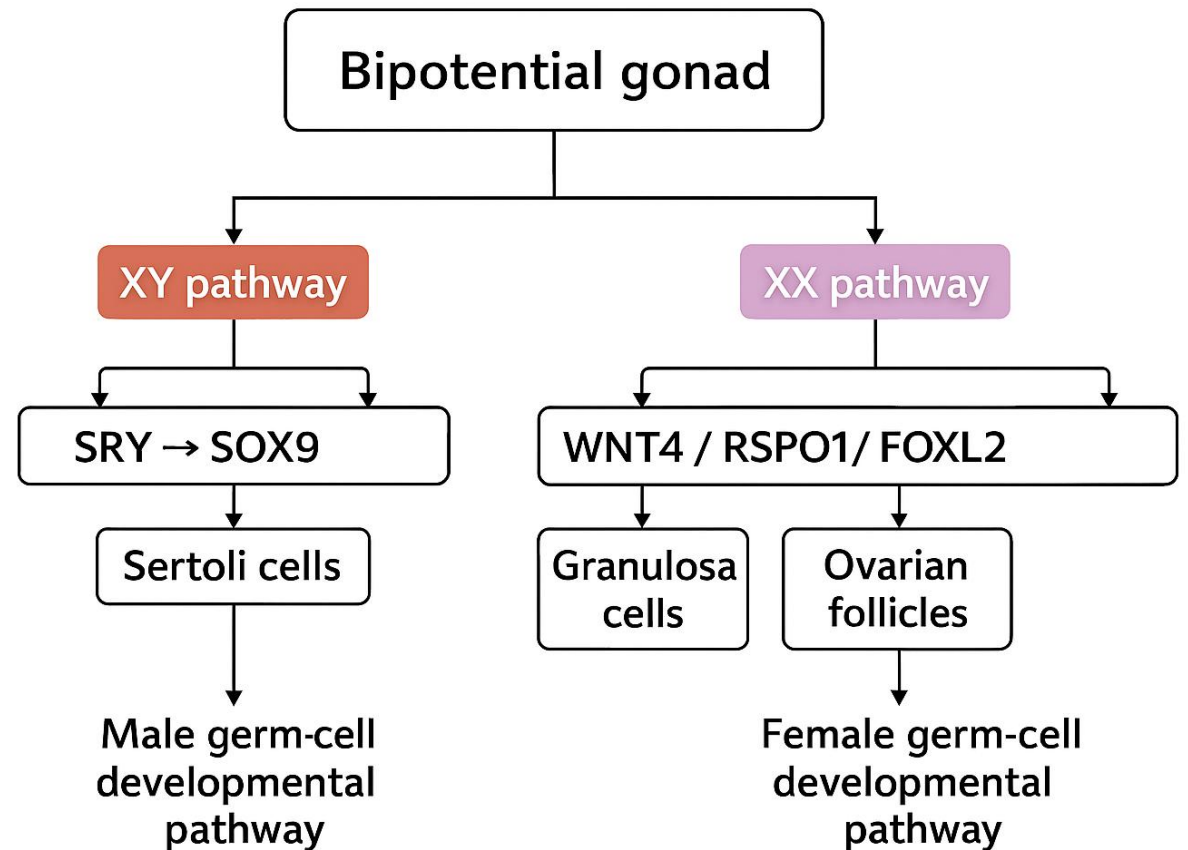 Bipotential gonad
XY pathway
XX pathway
SRY → SOX9
WNT4 / RSPO1/ FOXL2
Sertoli cells
Granulosa
cells
Ovarian
follicles
Male germ-cell
developmental
pathway
Female germ-cell
developmental
pathway